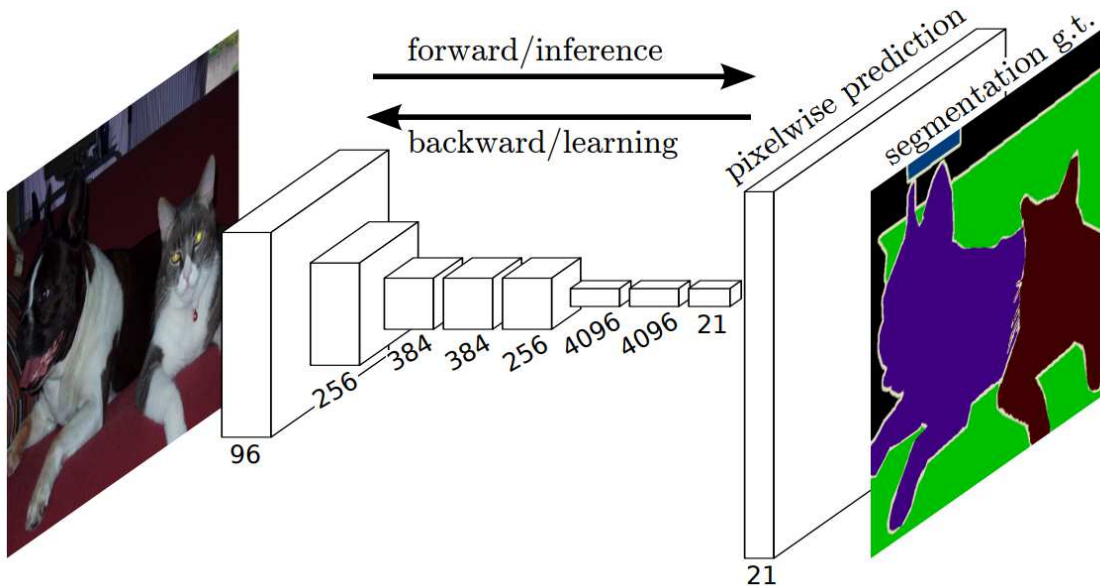 forward/inference
backward/learning
pixelwise prediction
segmentation g.t.
96
256
384
384
256
4096
4096
21
21